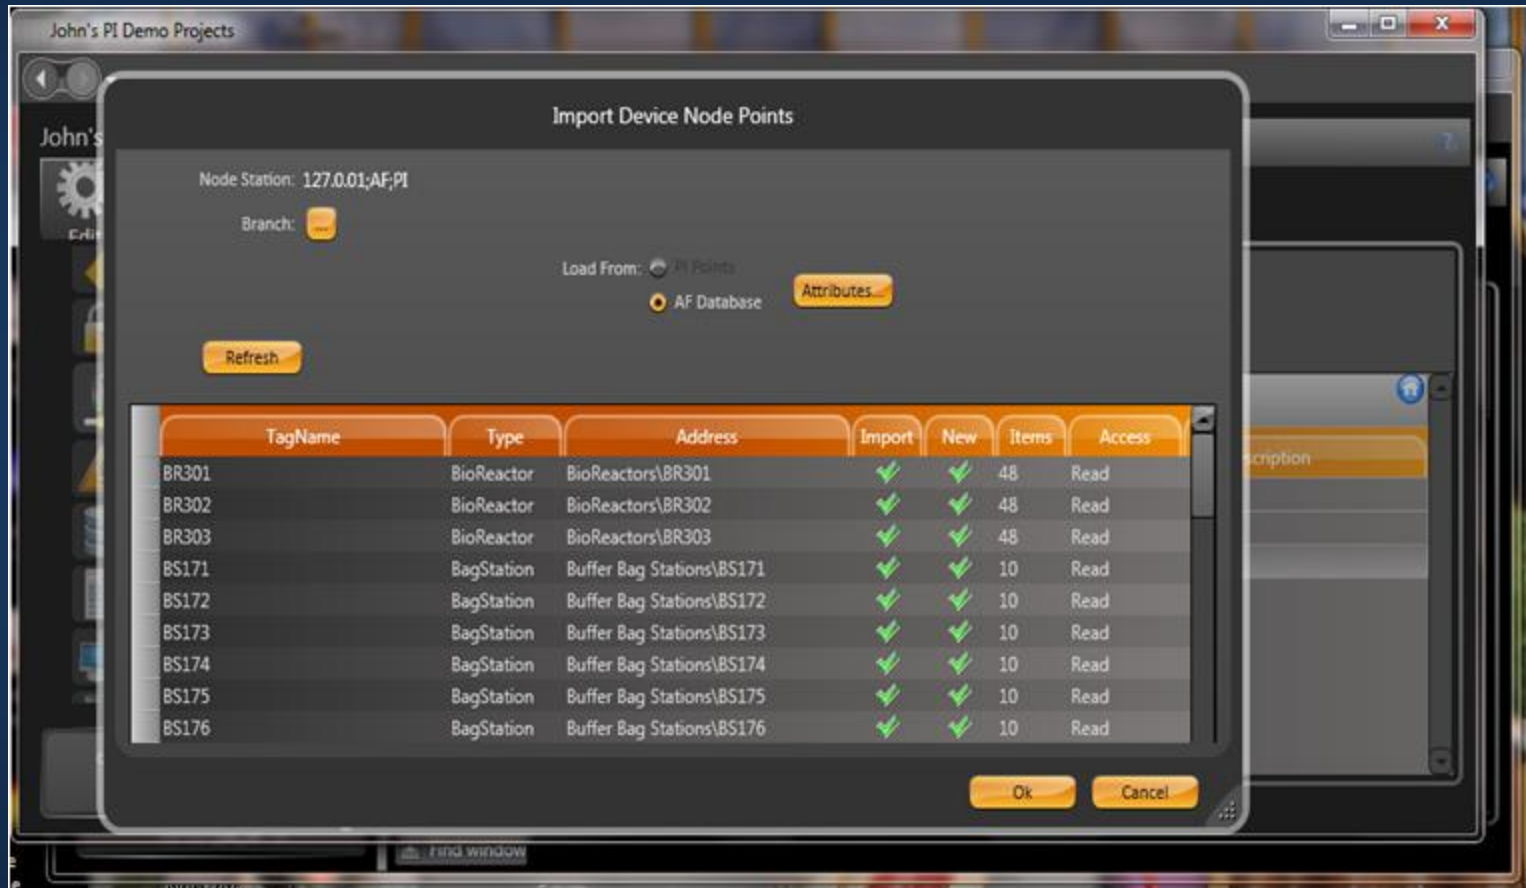 John's PI Demo Projects
Import Device Node Points
John's
Node Station: 127.0.01;AF;PI
Edit
Branch: ...
Load From: PI Points
AF Database
Attributes...
Refresh
TagName Type Address Import New Items Access
BR301 BioReactor BioReactors\BR301 48 Read
BR302 BioReactor BioReactors\BR302 48 Read
BR303 BioReactor BioReactors\BR303 48 Read
BS171 BagStation Buffer Bag Stations\BS171 10 Read
BS172 BagStation Buffer Bag Stations\BS172 10 Read
BS173 BagStation Buffer Bag Stations\BS173 10 Read
BS174 BagStation Buffer Bag Stations\BS174 10 Read
BS175 BagStation Buffer Bag Stations\BS175 10 Read
BS176 BagStation Buffer Bag Stations\BS176 10 Read
scription
Ok Cancel
Find window